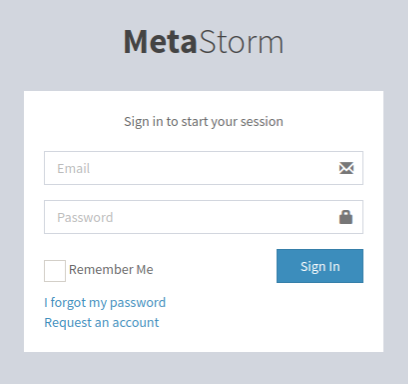 MetaStorm
Sign in to start your session
Email
Password
Remember Me
Sign In
I forgot my password
Request an account